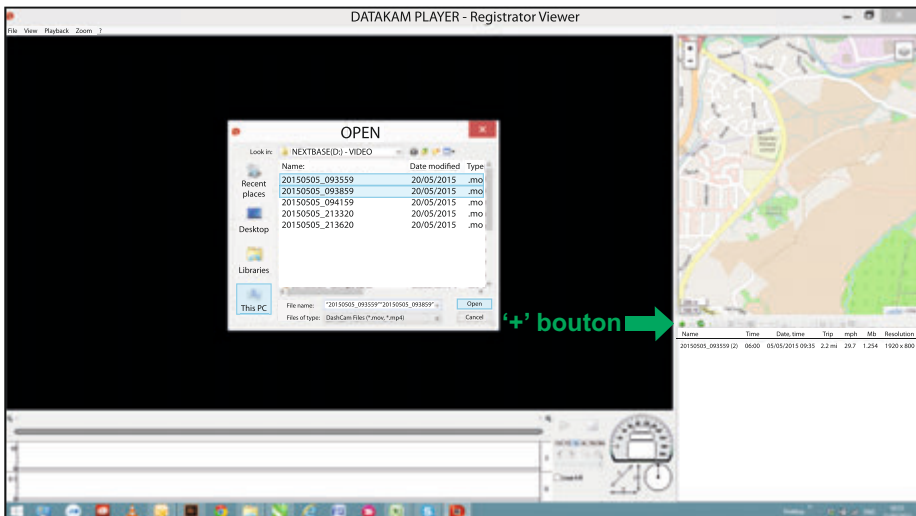 DATAKAM PLAYER - Registrator Viewer
File View Playback Zoom ?
OPEN
Look in: NEXTBASE(D:) - VIDEO
Name: Date modified Type
20150505_093559 20/05/2015 .mo
20150505_093859 20/05/2015 .mo
20150505_094159 20/05/2015 .mo
20150505_213320 20/05/2015 .mo
20150505_213620 20/05/2015 .mo
Recent
places
Desktop
Libraries
This PC
File name: "20150505_093559""20150505_093859"
Open
Files of type: DashCam Files (*.mov, *.mp4)
Cancel
‘+’ bouton
Name Time Date, time Trip mph Mb Resolution
20150505_093559 (2) 06:00 05/05/2015 09:35 2.2 mi 29.7 1.254 1920 x 800